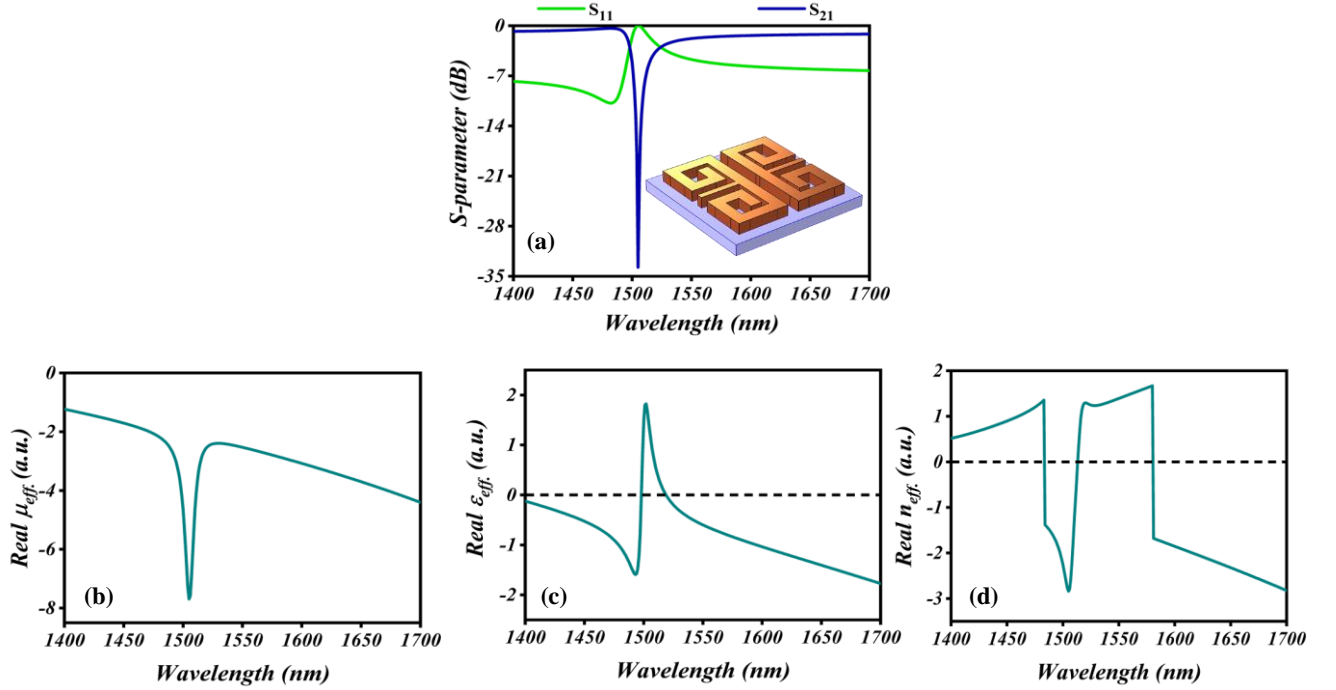 S11 S21
0
-7
-14
-21
-28
-35
S-parameter (dB)
(a)
1400 1450 1500 1550 1600 1650 1700
Wavelength (nm)
0
-2
-4
-6
-8
Real μeff. (a.u.)
(b)
1400 1450 1500 1550 1600 1650 1700
Wavelength (nm)
2
1
0
-1
-2
Real εeff. (a.u.)
(c)
1400 1450 1500 1550 1600 1650 1700
Wavelength (nm)
2
1
0
-1
-2
-3
Real neff. (a.u.)
(d)
1400 1450 1500 1550 1600 1650 1700
Wavelength (nm)